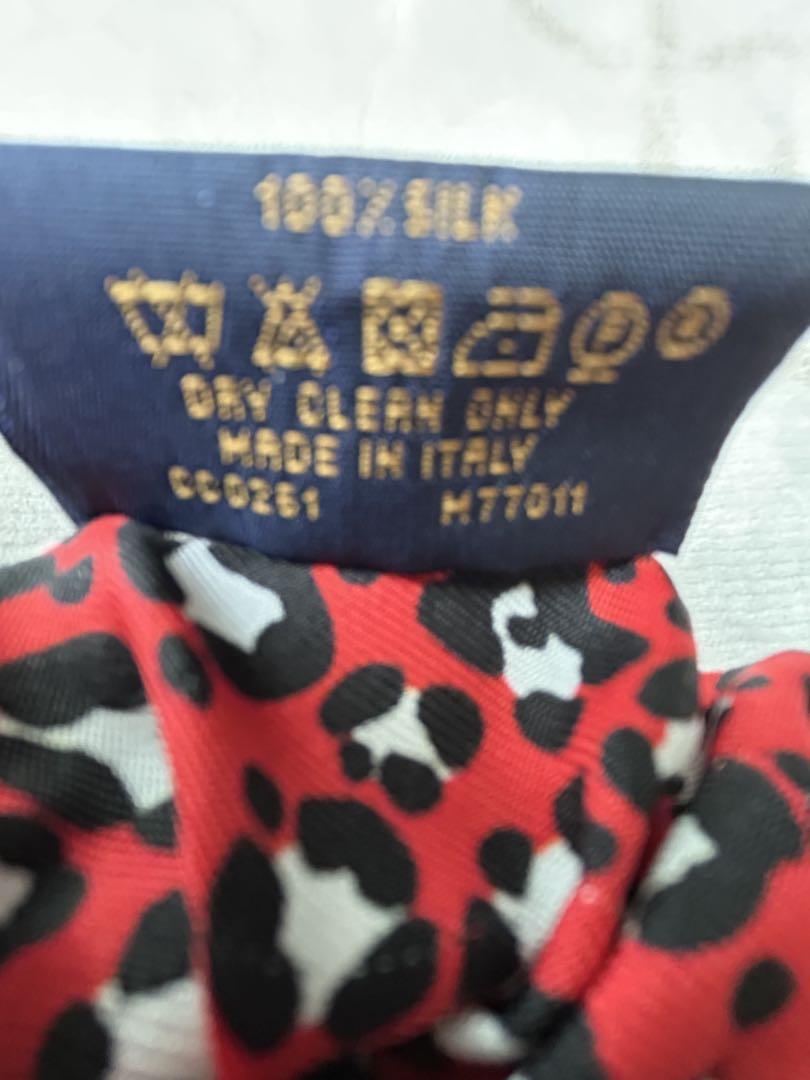 100%SILK
DRY CLEAN ONLY
MADE IN ITALY
CC0261 M77011